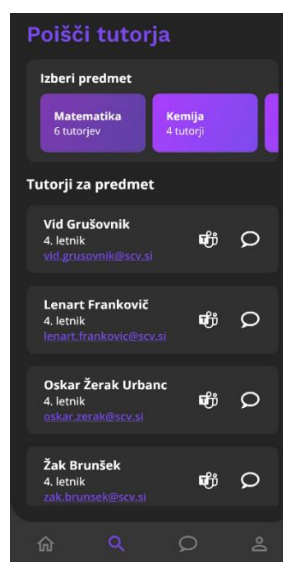 Poišči tutorja
Izberi predmet
Matematika
6 tutorjev
Kemija
4 tutorji
Tutorji za predmet
Vid Grušovnik
4. letnik
vid.grusovnik@scv.si
Lenart Frankovič
4. letnik
lenart.frankovic@scv.si
Oskar Žerak Urbanc
4. letnik
oskar.zerak@scv.si
Žak Brunšek
4. letnik
zak.brunsek@scv.si